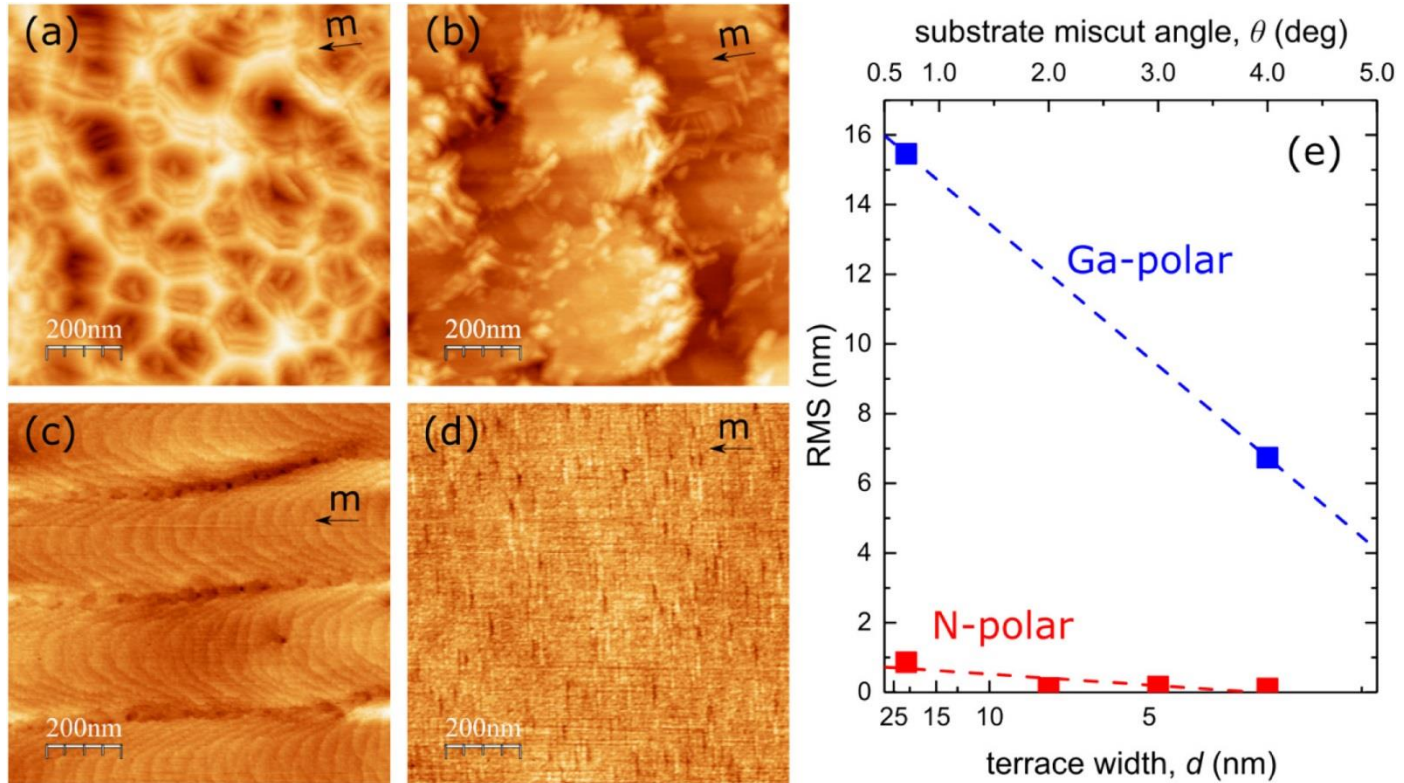 (a)
m
200nm
(b)
m
200nm
(c)
m
200nm
(d)
m
200nm
substrate miscut angle, θ (deg)
0.5 1.0 2.0 3.0 4.0 5.0
(e)
16
14
12
10
8
6
4
2
0
RMS (nm)
Ga-polar
N-polar
25 15 10 5
terrace width, d (nm)